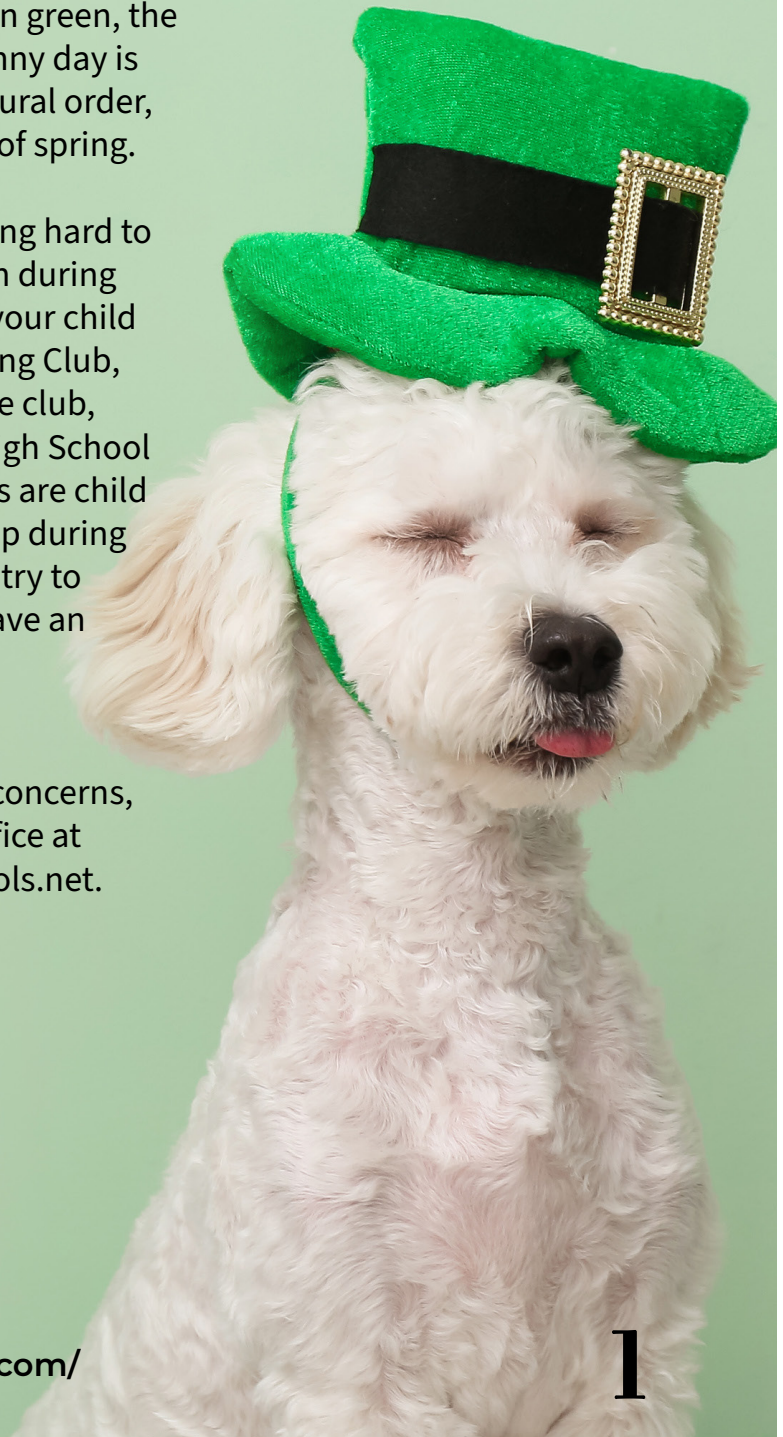 n green, the
nny day is
ural order,
of spring.
ng hard to
n during
your child
ng Club,
e club,
gh School
s are child
p during
try to
ave an
concerns,
fice at
ols.net.
com/
1